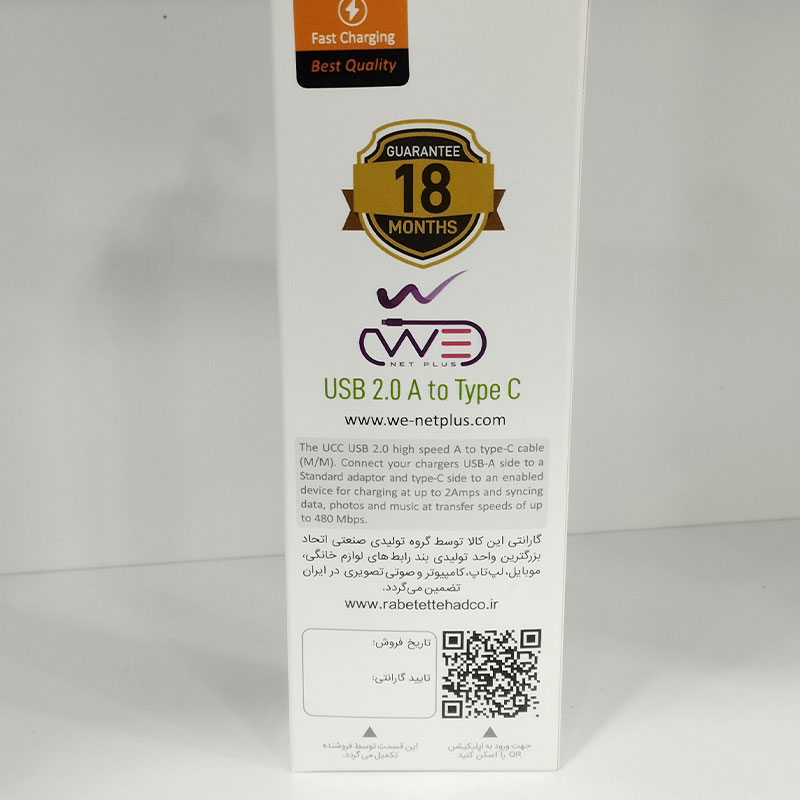 Fast Charging
Best Quality
GUARANTEE
18
MONTHS
WE
NET PLUS
USB 2.0 A to Type C
www.we-netplus.com
The UCC USB 2.0 high speed A to type-C cable
(M/M). Connect your chargers USB-A side to a
Standard adaptor and type-C side to an enabled
device for charging at up to 2Amps and syncing
data, photos and music at transfer speeds of up
to 480 Mbps.
گارانتی این کالا توسط گروه تولیدی صنعتی اتحاد
بزرگترین واحد تولیدی بند رابط‌های لوازم خانگی،
موبایل، لپ‌تاپ، کامپیوتر و صوتی تصویری در ایران
تضمین می‌گردد.
www.rabetettehadco.ir
تاریخ فروش:
تایید گارانتی:
این قسمت توسط فروشنده
تکمیل می‌گردد.
جهت ورود به اپلیکیشن
QR را اسکن کنید